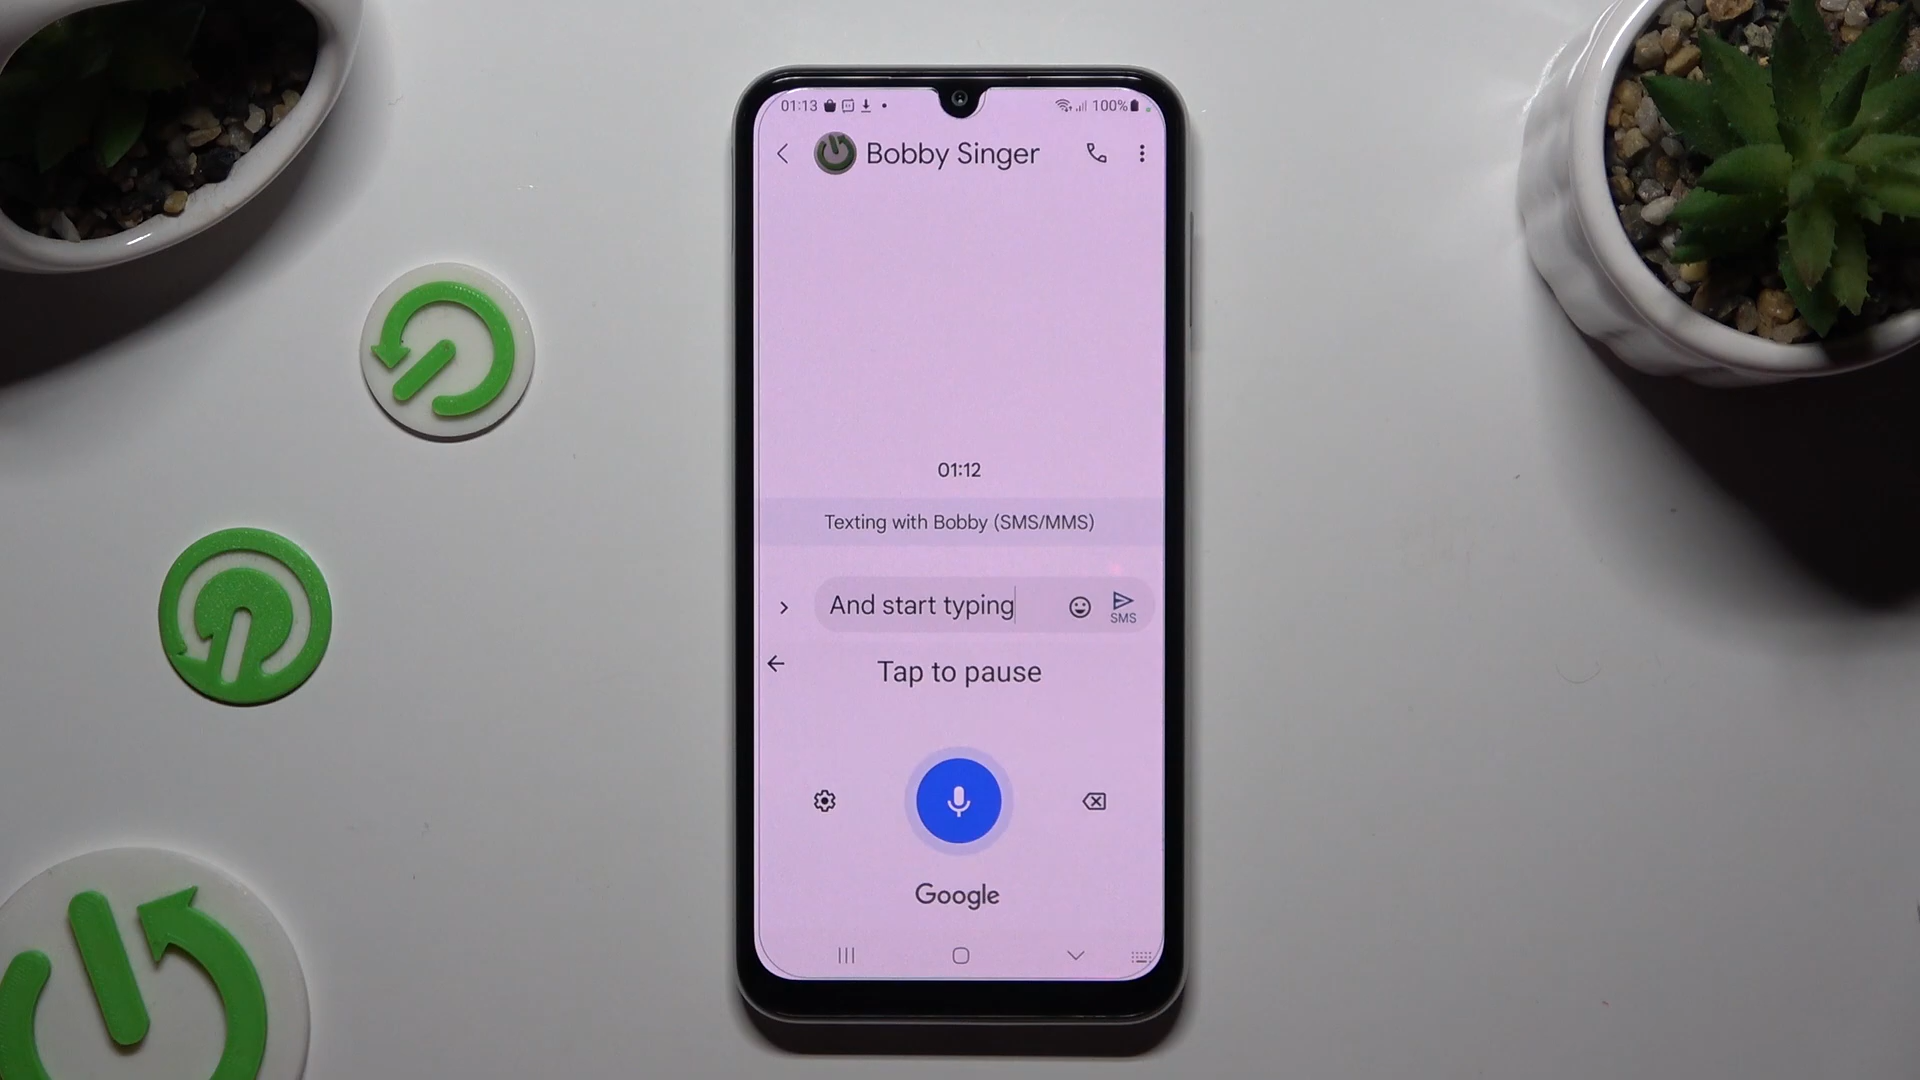 01:13 100%
Bobby Singer
01:12
Texting with Bobby (SMS/MMS)
And start typing
SMS
Tap to pause
Google